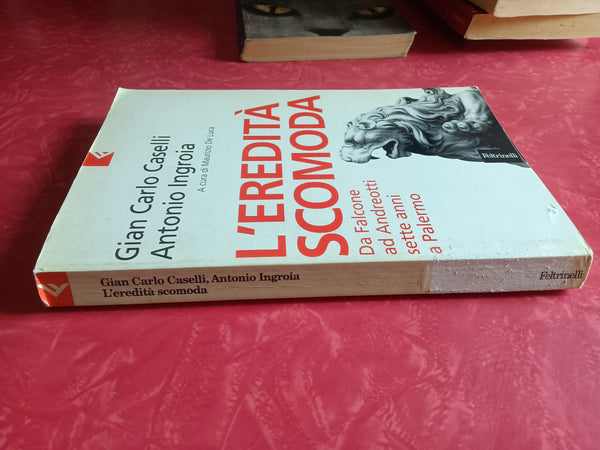 Gian Carlo Caselli
Antonio Ingroia
A cura di Maurizio De Luca
L'EREDITÀ
SCOMODA
Da Falcone
ad Andreotti
sette anni
a Palermo
Feltrinelli
Gian Carlo Caselli, Antonio Ingroia
L'eredità scomoda
Feltrinelli